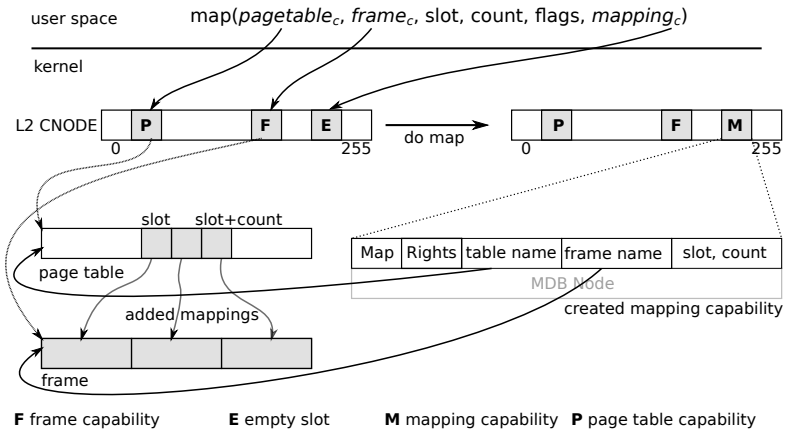 user space
map(pagetable_c, frame_c, slot, count, flags, mapping_c)
kernel
L2 CNODE P F E
0 255
do map
P F M
0 255
slot slot+count
page table
Map Rights table name frame name slot, count
MDB Node
created mapping capability
added mappings
frame
F frame capability E empty slot M mapping capability P page table capability